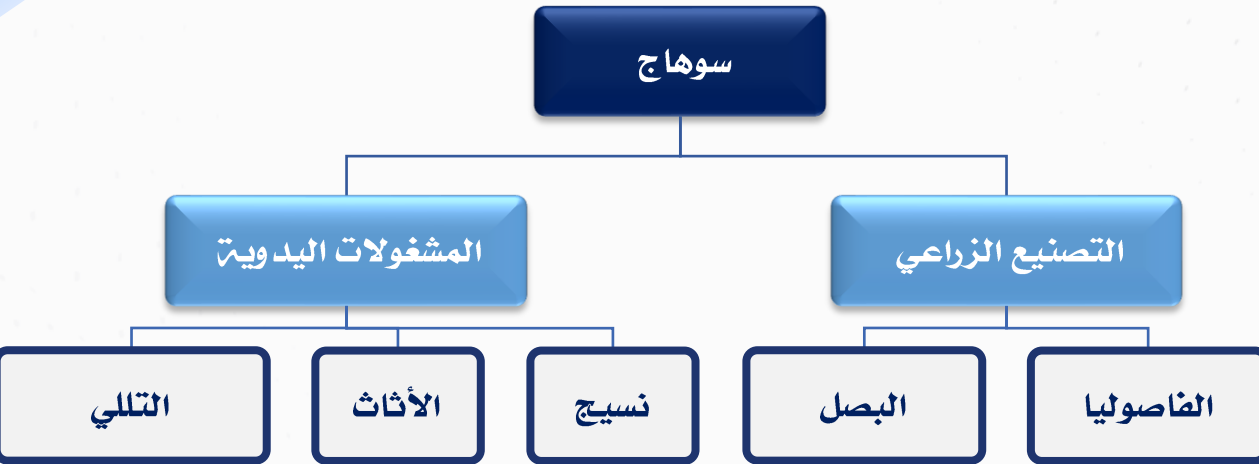 سوهاج
التصنيع الزراعي
المشغولات اليدوية
الفاصوليا
البصل
نسيج
الأثاث
التللي